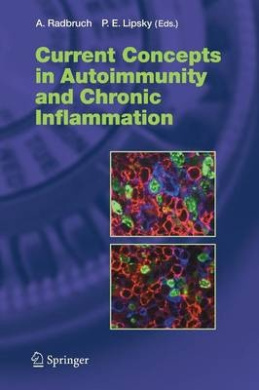 A. Radbruch P. E. Lipsky (Eds.)
Current Concepts
in Autoimmunity
and Chronic
Inflammation
Springer